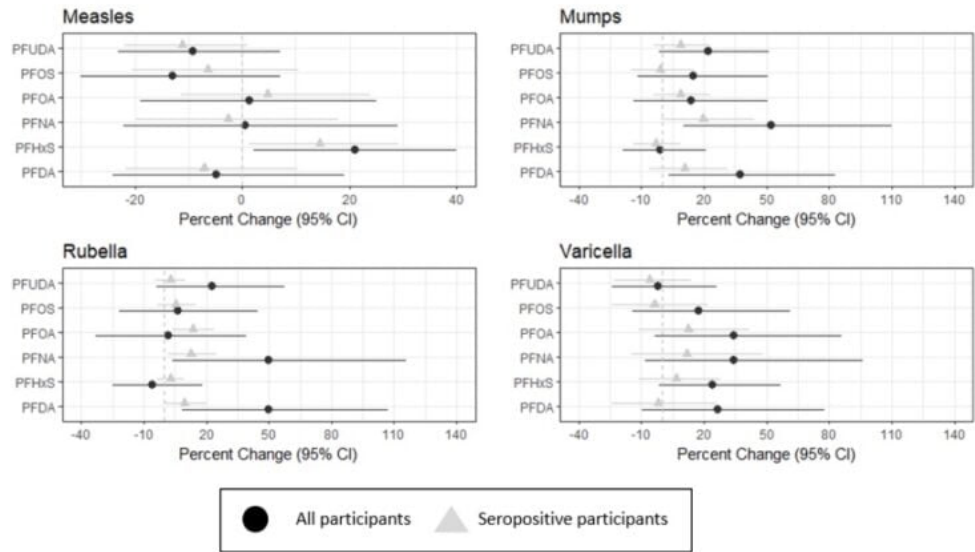 Measles
PFUDA
PFOS
PFOA
PFNA
PFHxS
PFDA
-20 0 20 40
Percent Change (95% CI)
Mumps
PFUDA
PFOS
PFOA
PFNA
PFHxS
PFDA
-40 -10 20 50 80 110 140
Percent Change (95% CI)
Rubella
PFUDA
PFOS
PFOA
PFNA
PFHxS
PFDA
-40 -10 20 50 80 110 140
Percent Change (95% CI)
Varicella
PFUDA
PFOS
PFOA
PFNA
PFHxS
PFDA
-40 -10 20 50 80 110 140
Percent Change (95% CI)
All participants Seropositive participants